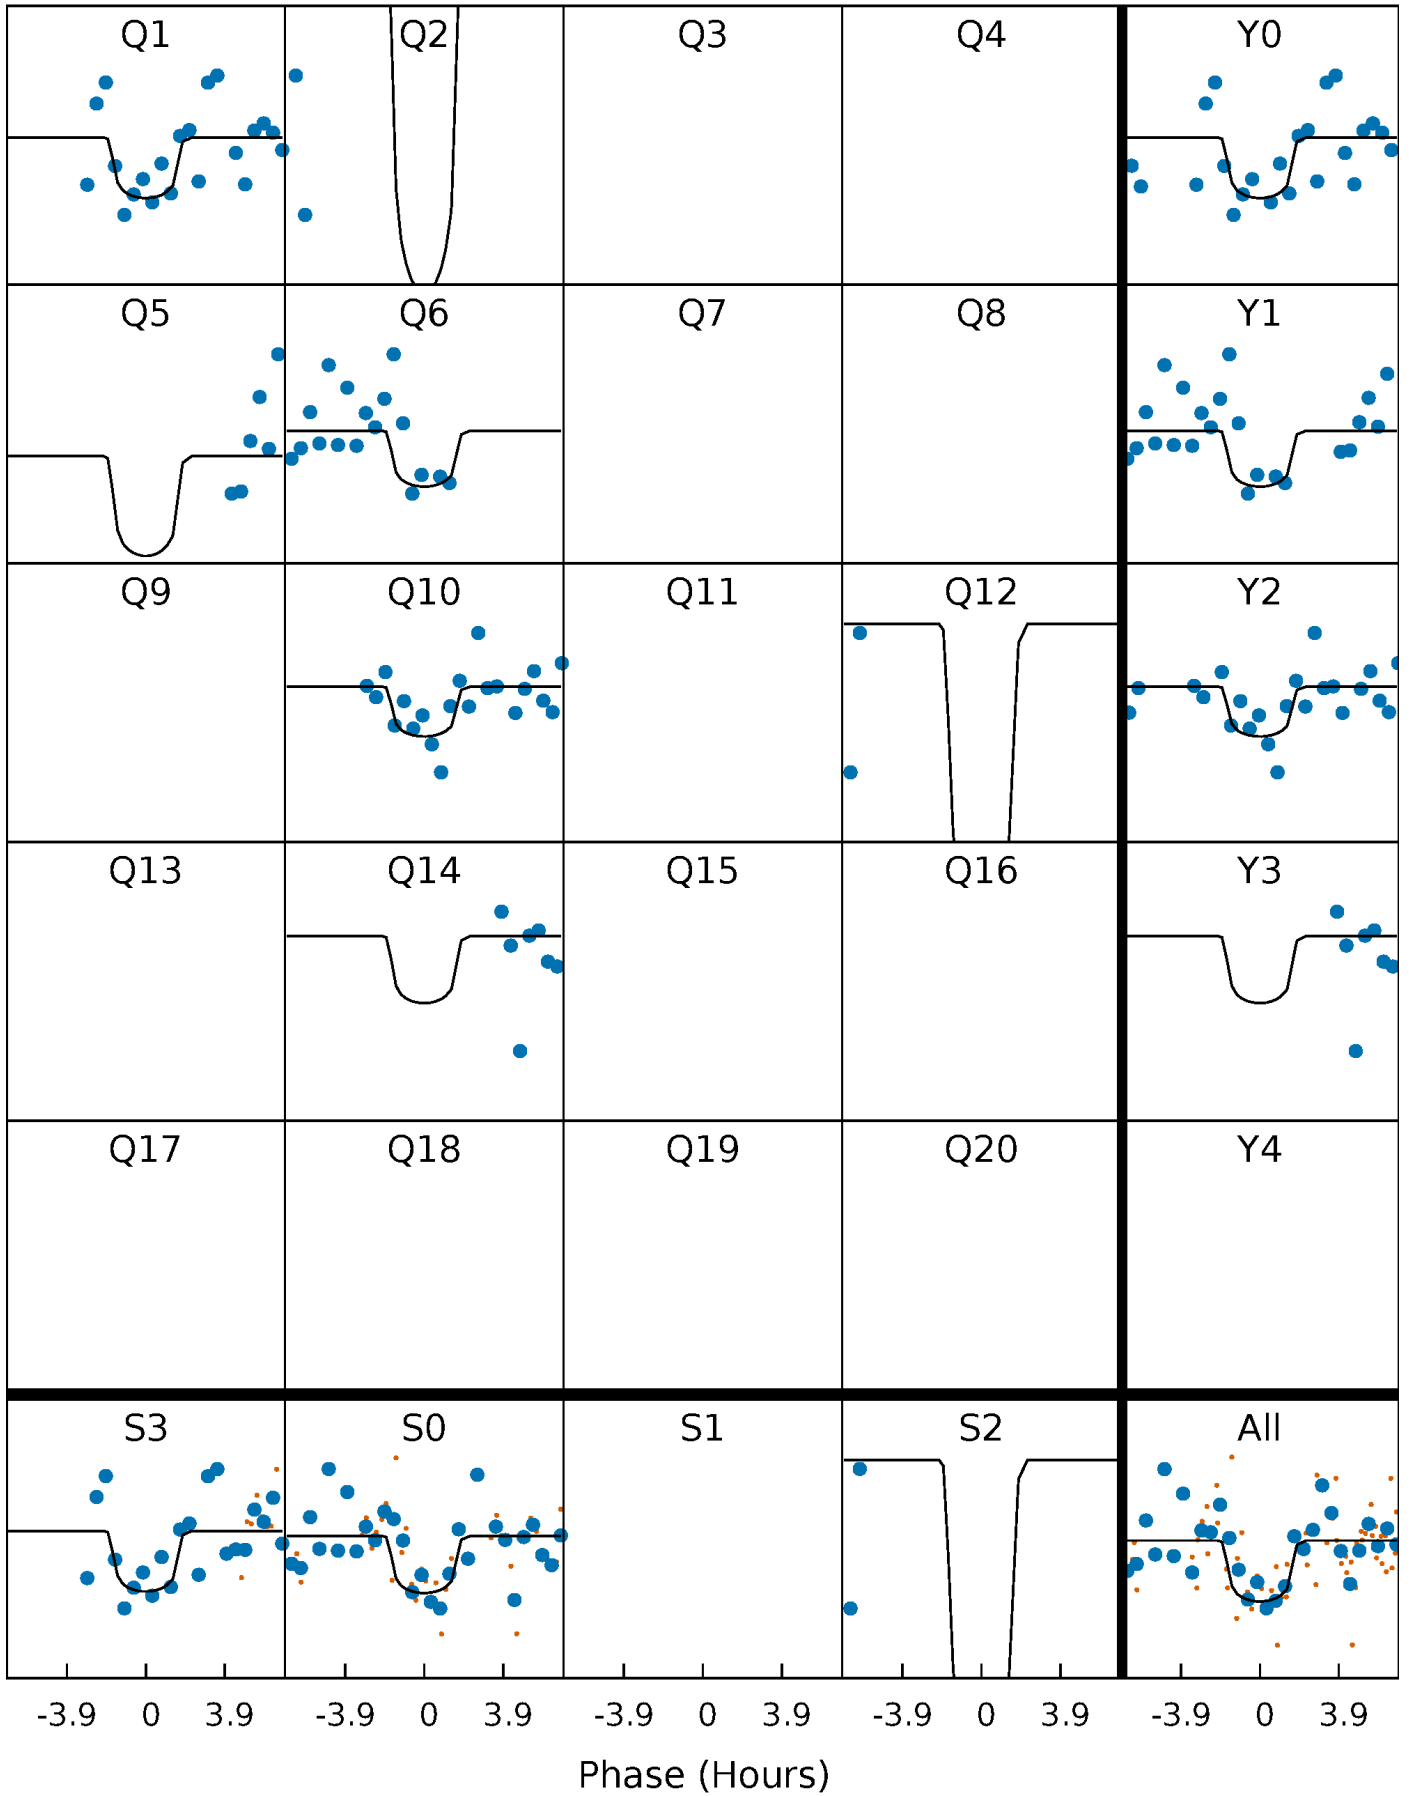 Q1 Q2 Q3 Q4 Y0
Q5 Q6 Q7 Q8 Y1
Q9 Q10 Q11 Q12 Y2
Q13 Q14 Q15 Q16 Y3
Q17 Q18 Q19 Q20 Y4
S3 S0 S1 S2 All
-3.9 0 3.9 -3.9 0 3.9 -3.9 0 3.9 -3.9 0 3.9 -3.9 0 3.9
Phase (Hours)